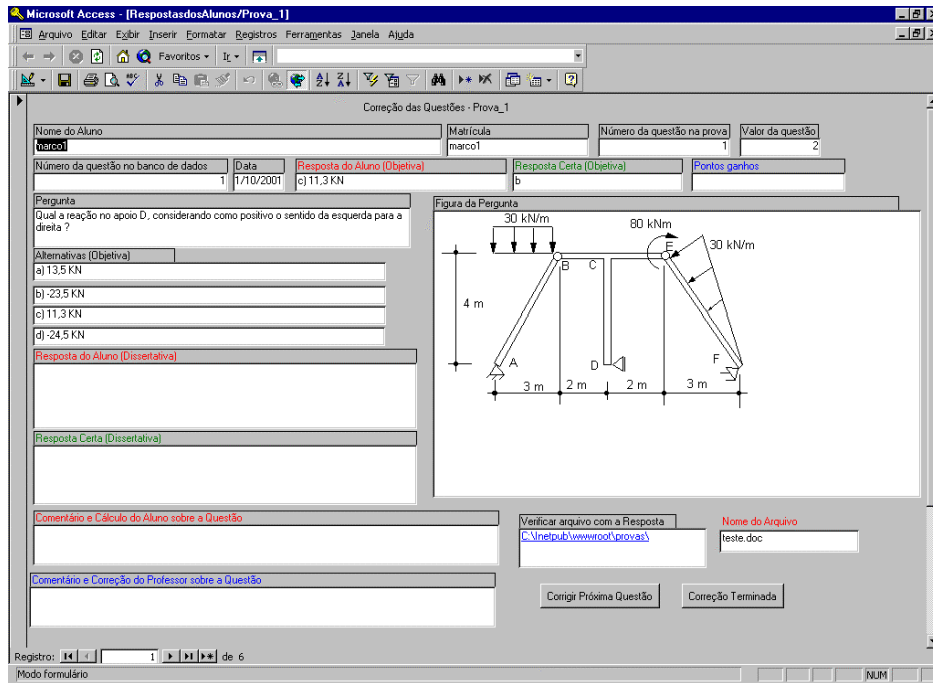 Microsoft Access - [RespostasdosAlunos/Prova_1]
Arquivo Editar Exibir Inserir Formatar Registros Ferramentas Janela Ajuda
Favoritos Ir
Correção das Questões - Prova_1
Nome do Aluno Matrícula Número da questão na prova Valor da questão
marco1 marco1 1 2
Número da questão no banco de dados Data Resposta do Aluno (Objetiva) Resposta Certa (Objetiva) Pontos ganhos
1 1/10/2001 c) 11,3 KN b
Pergunta
Qual a reação no apoio D, considerando como positivo o sentido da esquerda para a
direita ?
Alternativas (Objetiva)
a) 13,5 KN
b) -23,5 KN
c) 11,3 KN
d) -24,5 KN
Resposta do Aluno (Dissertativa)
Resposta Certa (Dissertativa)
Figura da Pergunta
30 kN/m
80 kNm
30 kN/m
B C E
4 m
A D F
3 m 2 m 2 m 3 m
Comentário e Cálculo do Aluno sobre a Questão
Verificar arquivo com a Resposta Nome do Arquivo
C:\Inetpub\wwwroot\provas\ teste.doc
Comentário e Correção do Professor sobre a Questão
Corrigir Próxima Questão Correção Terminada
Registro: 1 de 6
Modo formulário NUM